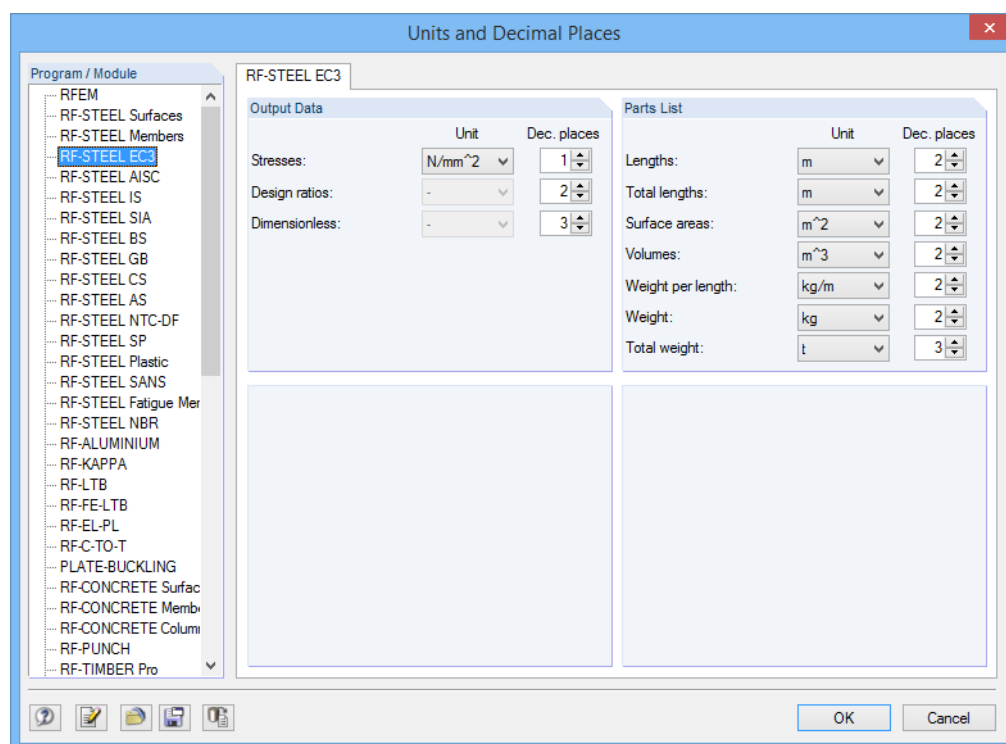 Units and Decimal Places
Program / Module
RFEM
RF-STEEL Surfaces
RF-STEEL Members
RF-STEEL EC3
RF-STEEL AISC
RF-STEEL IS
RF-STEEL SIA
RF-STEEL BS
RF-STEEL GB
RF-STEEL CS
RF-STEEL AS
RF-STEEL NTC-DF
RF-STEEL SP
RF-STEEL Plastic
RF-STEEL SANS
RF-STEEL Fatigue Mer
RF-STEEL NBR
RF-ALUMINIUM
RF-KAPPA
RF-LTB
RF-FE-LTB
RF-EL-PL
RF-C-TO-T
PLATE-BUCKLING
RF-CONCRETE Surfac
RF-CONCRETE Membe
RF-CONCRETE Colum
RF-PUNCH
RF-TIMBER Pro
RF-STEEL EC3
Output Data
Unit Dec. places
Stresses: N/mm^2 1
Design ratios: - 2
Dimensionless: - 3
Parts List
Unit Dec. places
Lengths: m 2
Total lengths: m 2
Surface areas: m^2 2
Volumes: m^3 2
Weight per length: kg/m 2
Weight: kg 2
Total weight: t 3
OK Cancel